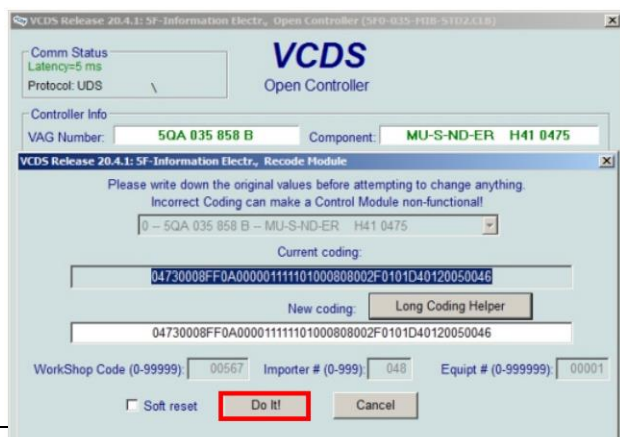 VCDS Release 20.4.1: 5F-Information Electr., Open Controller (5F0-035-MIB-STD2.CLB)
Comm Status
Latency=5 ms
Protocol: UDS \
VCDS
Open Controller
Controller Info
VAG Number: 5QA 035 858 B Component: MU-S-ND-ER H41 0475
VCDS Release 20.4.1: 5F-Information Electr., Recode Module
Please write down the original values before attempting to change anything.
Incorrect Coding can make a Control Module non-functional!
0 – 5QA 035 858 B – MU-S-ND-ER H41 0475
Current coding:
04730008FF0A00000111101000808002F0101D40120050046
New coding: Long Coding Helper
04730008FF0A00001111101000808002F0101D40120050046
WorkShop Code (0-99999): 00567 Importer # (0-999): 048 Equipt # (0-999999): 00001
Soft reset Do It! Cancel